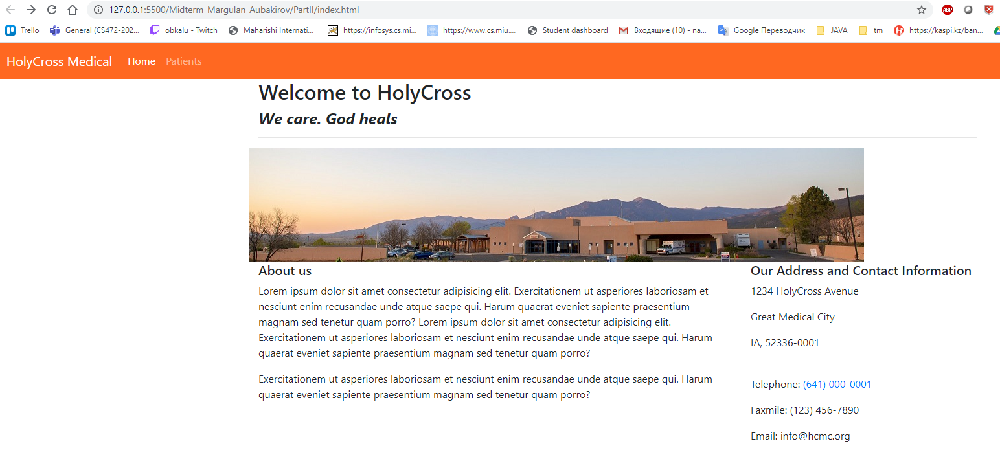 127.0.0.1:5500/Midterm_Margulan_Aubakirov/PartII/index.html
ABP
Trello
General (CS472-202...
obkalu - Twitch
Maharishi Internati...
https://infosys.cs.mi...
https://www.cs.miu....
Student dashboard
Входящие (10) - na...
Google Переводчик
JAVA
tm
https://kaspi.kz/ban...
HolyCross Medical
Home
Patients
Welcome to HolyCross
We care. God heals
About us
Lorem ipsum dolor sit amet consectetur adipisicing elit. Exercitationem ut asperiores laboriosam et
nesciunt enim recusandae unde atque saepe qui. Harum quaerat eveniet sapiente praesentium
magnam sed tenetur quam porro? Lorem ipsum dolor sit amet consectetur adipisicing elit.
Exercitationem ut asperiores laboriosam et nesciunt enim recusandae unde atque saepe qui. Harum
quaerat eveniet sapiente praesentium magnam sed tenetur quam porro?
Exercitationem ut asperiores laboriosam et nesciunt enim recusandae unde atque saepe qui. Harum
quaerat eveniet sapiente praesentium magnam sed tenetur quam porro?
Our Address and Contact Information
1234 HolyCross Avenue
Great Medical City
IA, 52336-0001
Telephone: (641) 000-0001
Faxmile: (123) 456-7890
Email: info@hcmc.org